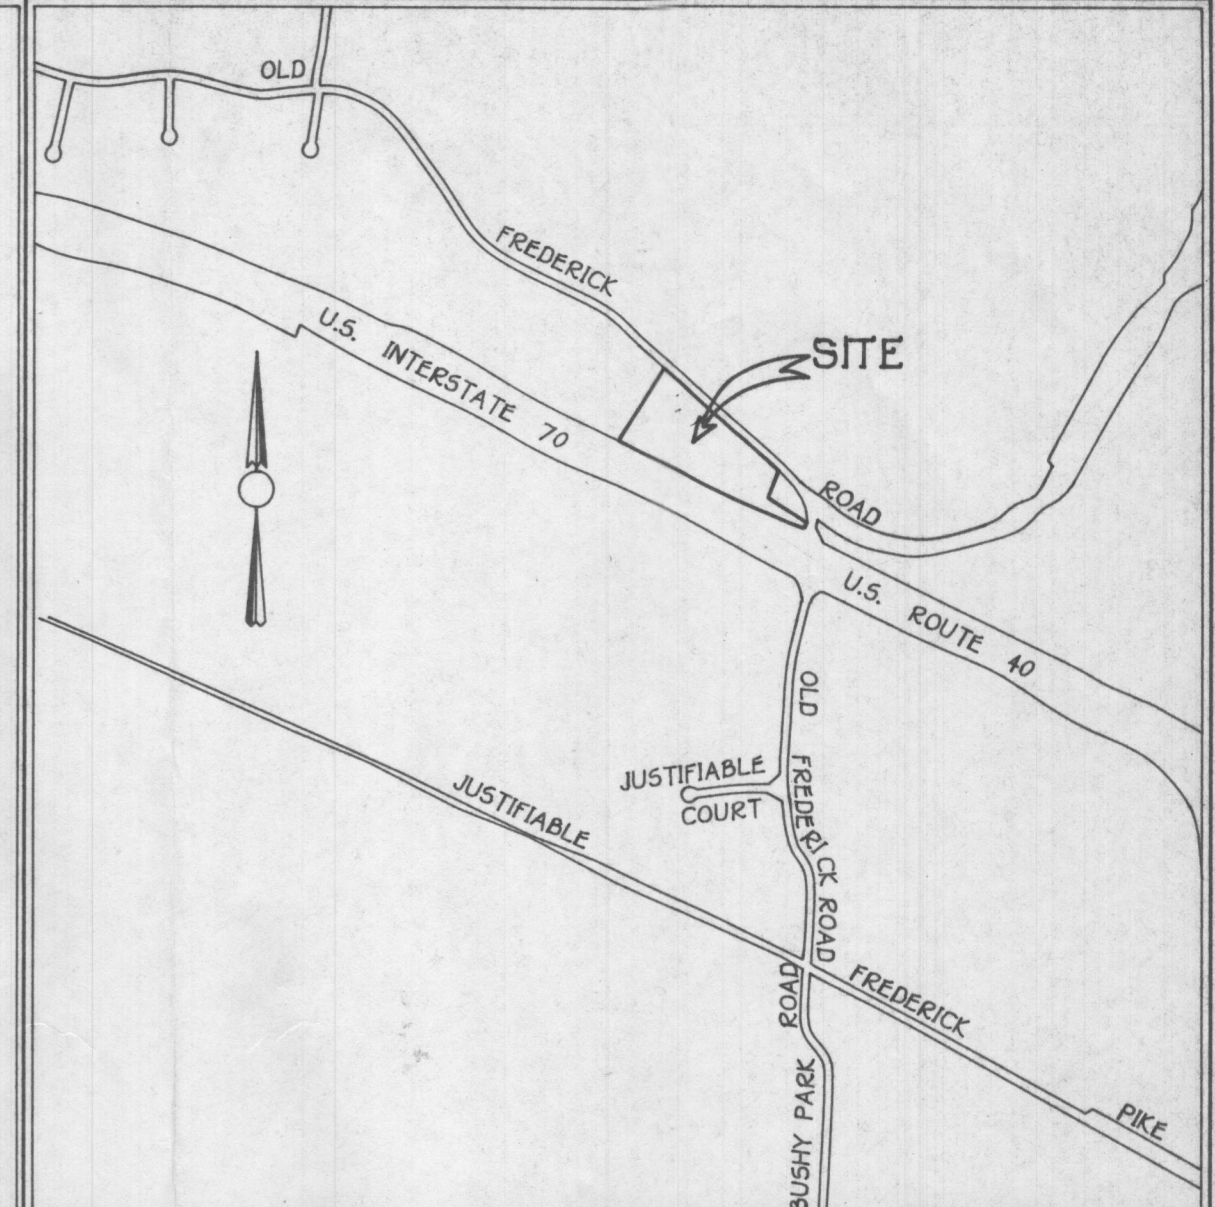 OLD
FREDERICK
ROAD
SITE
U.S. INTERSTATE 70
U.S. ROUTE 40
OLD FREDERICK ROAD
JUSTIFIABLE
COURT
JUSTIFIABLE
FREDERICK
PIKE
BUSHY PARK ROAD